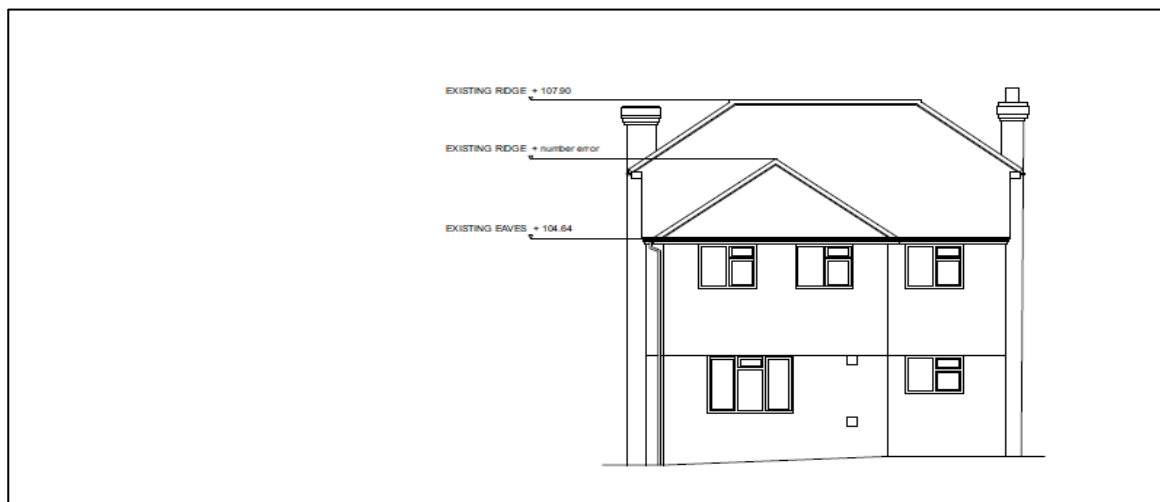 EXISTING RIDGE + 107.90
EXISTING RIDGE + number error
EXISTING EAVES + 104.64